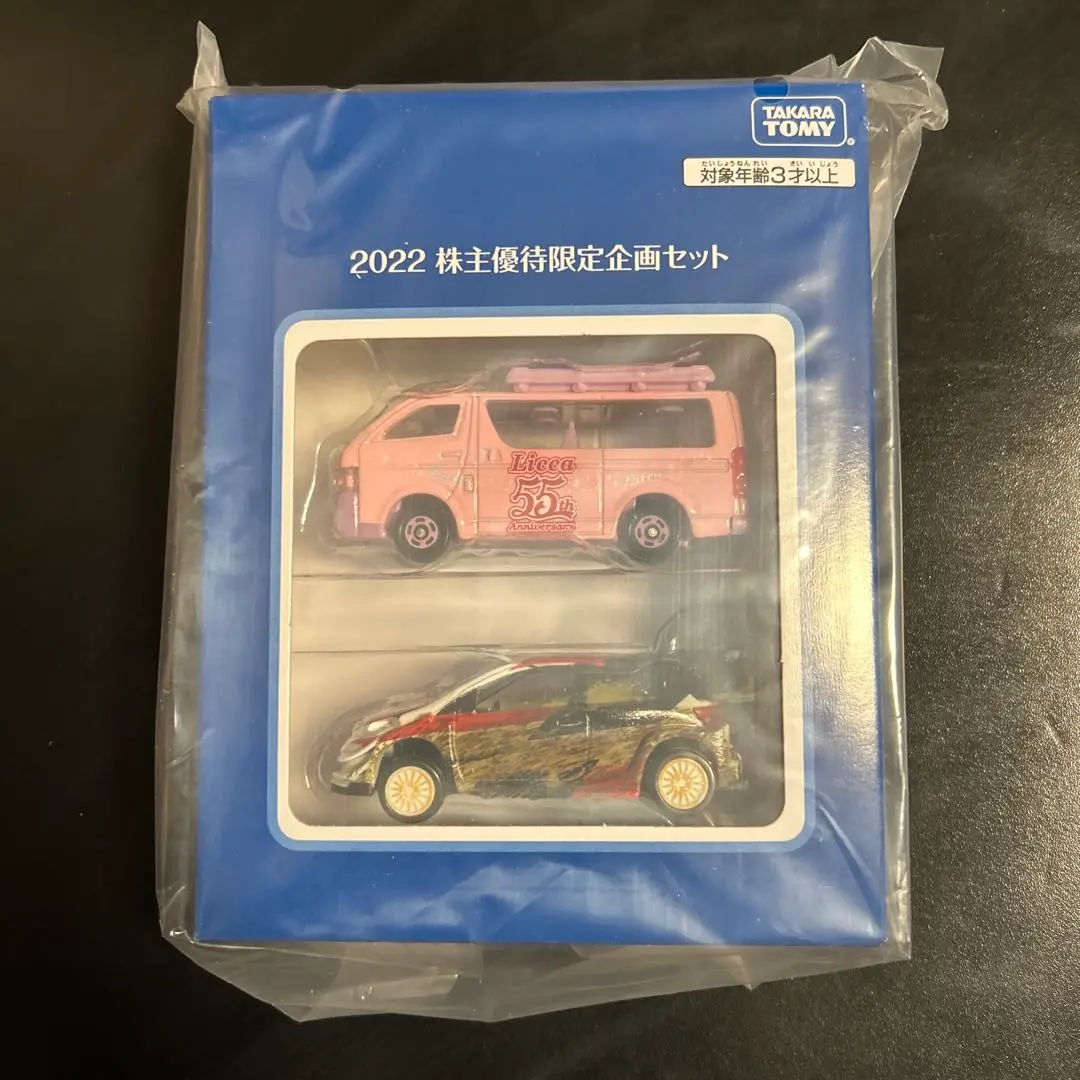 TAKARA
TOMY
たいしょうねんれい さい いじょう
対象年齢3才以上
2022 株主優待限定企画セット
Licca
55th
Anniversary